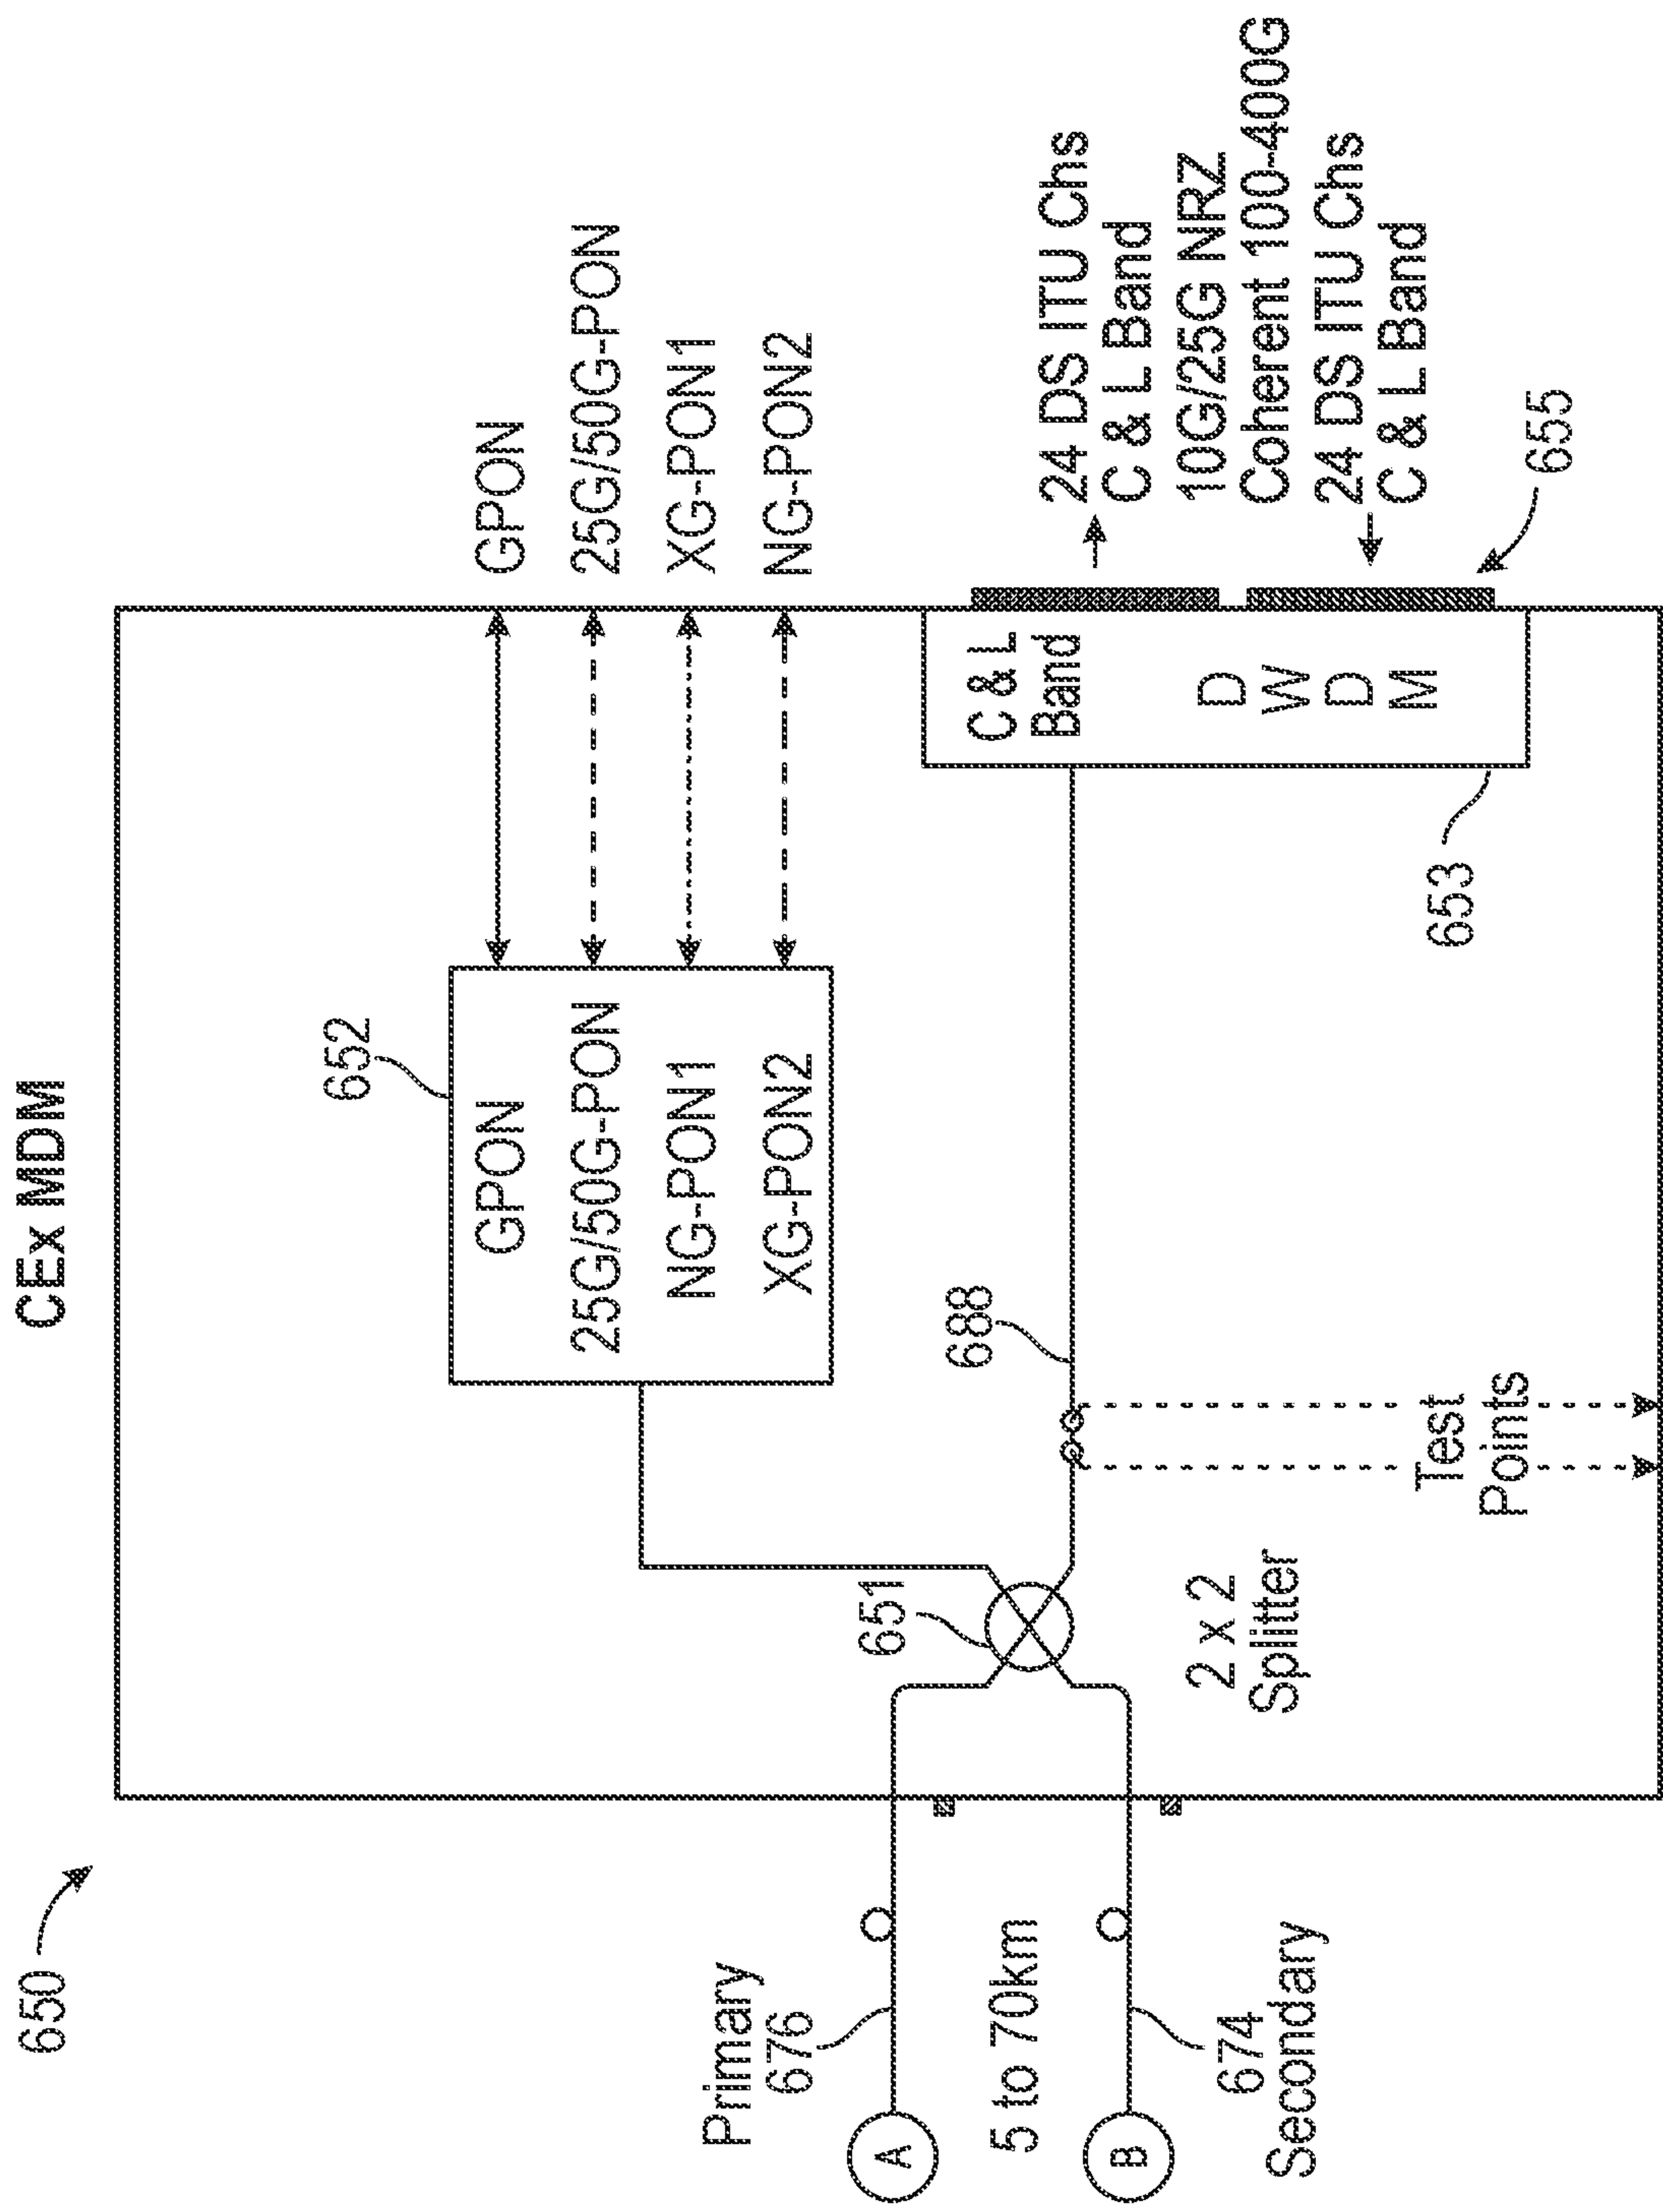 CEx MDM
650
652
GPON
25G/50G-PON
NG-PON1
XG-PON2
GPON
25G/50G-PON
XG-PON1
NG-PON2
Primary
676
A
5 to 70km
B
674
Secondary
651
2 x 2
Splitter
688
Test
Points
C & L
Band
D
W
D
M
653
24 DS ITU Chs
C & L Band
10G/25G NRZ
Coherent 100-400G
24 DS ITU Chs
C & L Band
655